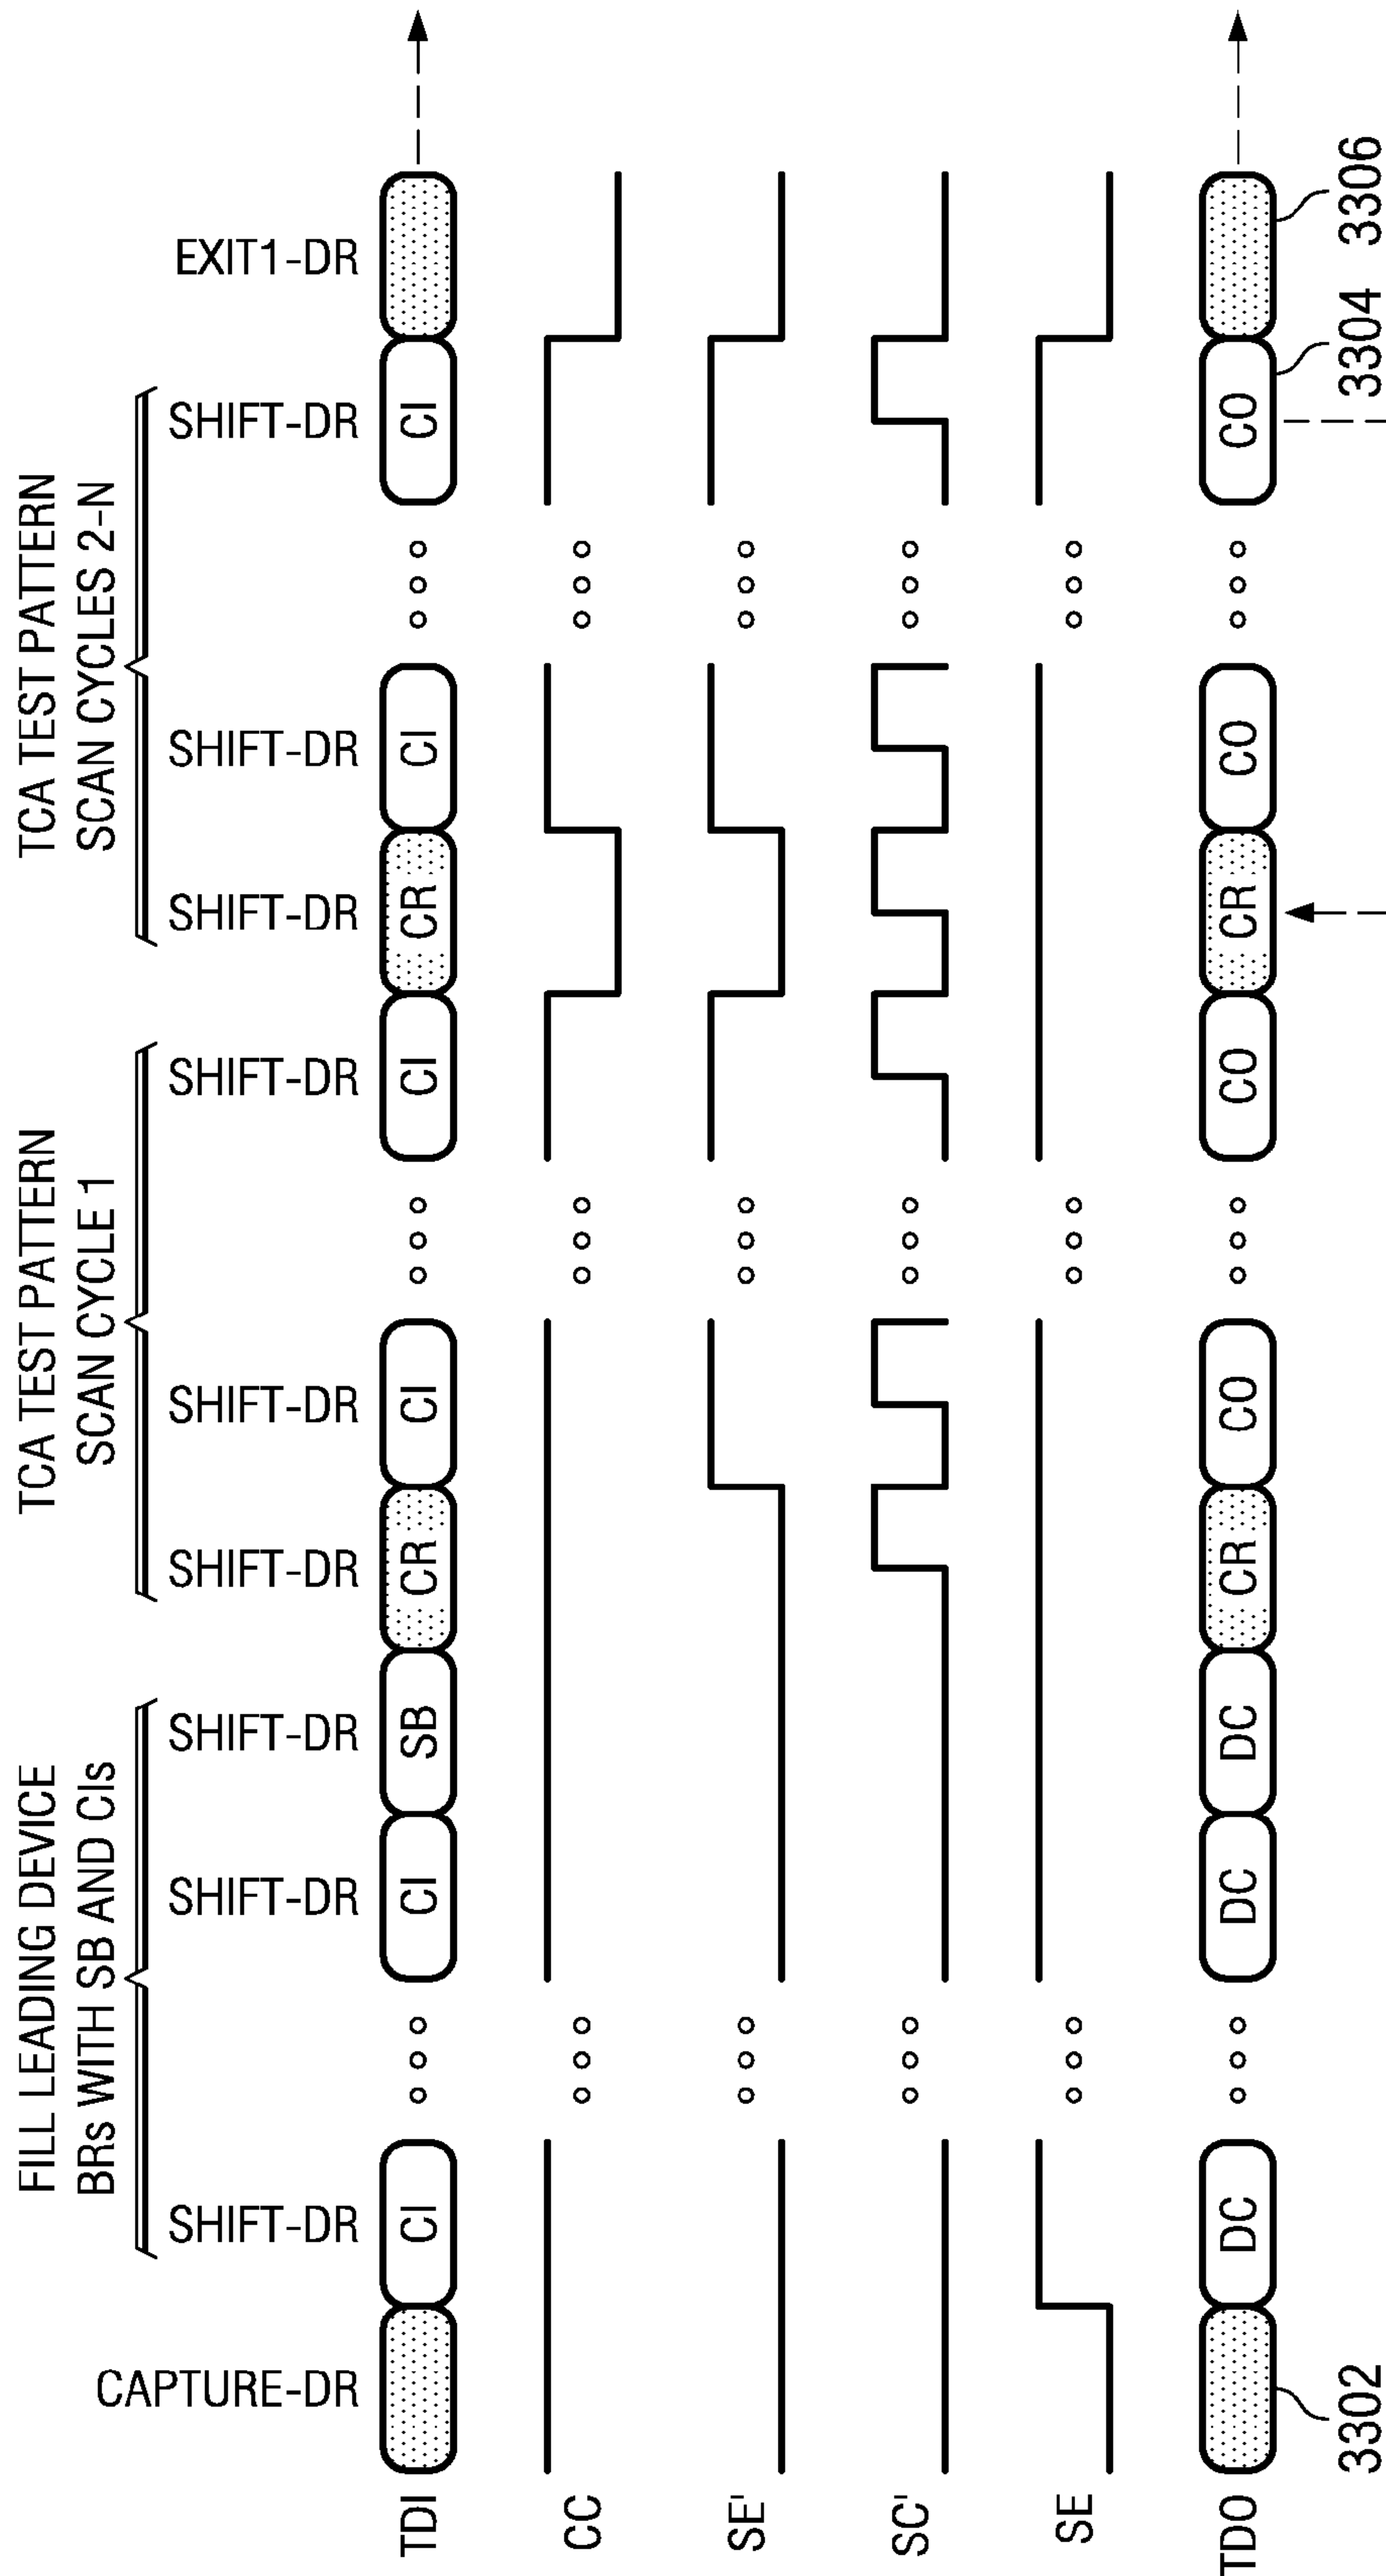 FILL LEADING DEVICE
BRs WITH SB AND CIs
TCA TEST PATTERN
SCAN CYCLE 1
TCA TEST PATTERN
SCAN CYCLES 2-N
CAPTURE-DR
SHIFT-DR
SHIFT-DR
SHIFT-DR
SHIFT-DR
SHIFT-DR
SHIFT-DR
SHIFT-DR
SHIFT-DR
SHIFT-DR
EXIT1-DR
TDI
CI
CI
SB
CR
CI
CI
CR
CI
CI
CC
SE'
SC'
SE
TDO
DC
DC
DC
CR
CO
CO
CR
CO
CO
3302
3304
3306